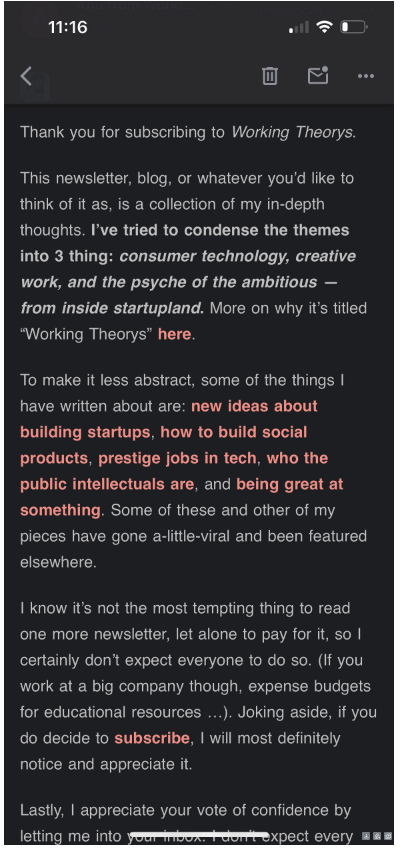 11:16
Thank you for subscribing to Working Theorys.
This newsletter, blog, or whatever you'd like to
think of it as, is a collection of my in-depth
thoughts. I've tried to condense the themes
into 3 thing: consumer technology, creative
work, and the psyche of the ambitious —
from inside startupland. More on why it's titled
“Working Theorys” here.
To make it less abstract, some of the things I
have written about are: new ideas about
building startups, how to build social
products, prestige jobs in tech, who the
public intellectuals are, and being great at
something. Some of these and other of my
pieces have gone a-little-viral and been featured
elsewhere.
I know it's not the most tempting thing to read
one more newsletter, let alone to pay for it, so I
certainly don't expect everyone to do so. (If you
work at a big company though, expense budgets
for educational resources ...). Joking aside, if you
do decide to subscribe, I will most definitely
notice and appreciate it.
Lastly, I appreciate your vote of confidence by
letting me into your inbox. I don't expect every